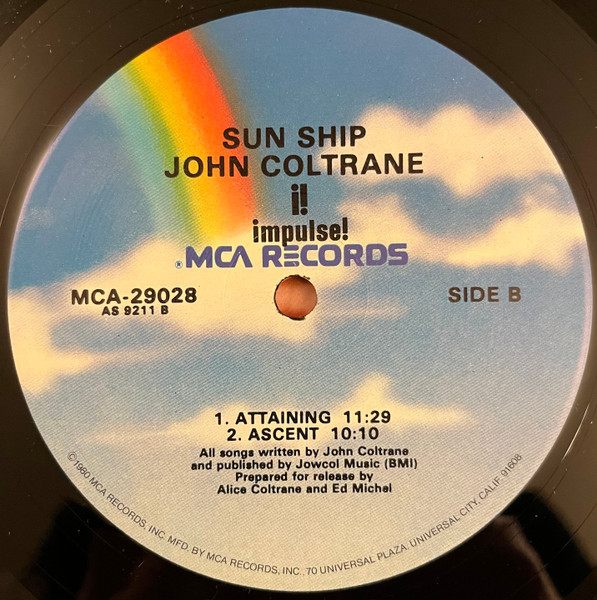 SUN SHIP
JOHN COLTRANE
i!
impulse!
® MCA RECORDS
MCA-29028
AS 9211 B
SIDE B
1. ATTAINING 11:29
2. ASCENT 10:10
All songs written by John Coltrane
and published by Jowcol Music (BMI)
Prepared for release by
Alice Coltrane and Ed Michel
©1980 MCA RECORDS, INC. MFD. BY MCA RECORDS, INC., 70 UNIVERSAL PLAZA, UNIVERSAL CITY, CALIF. 91608